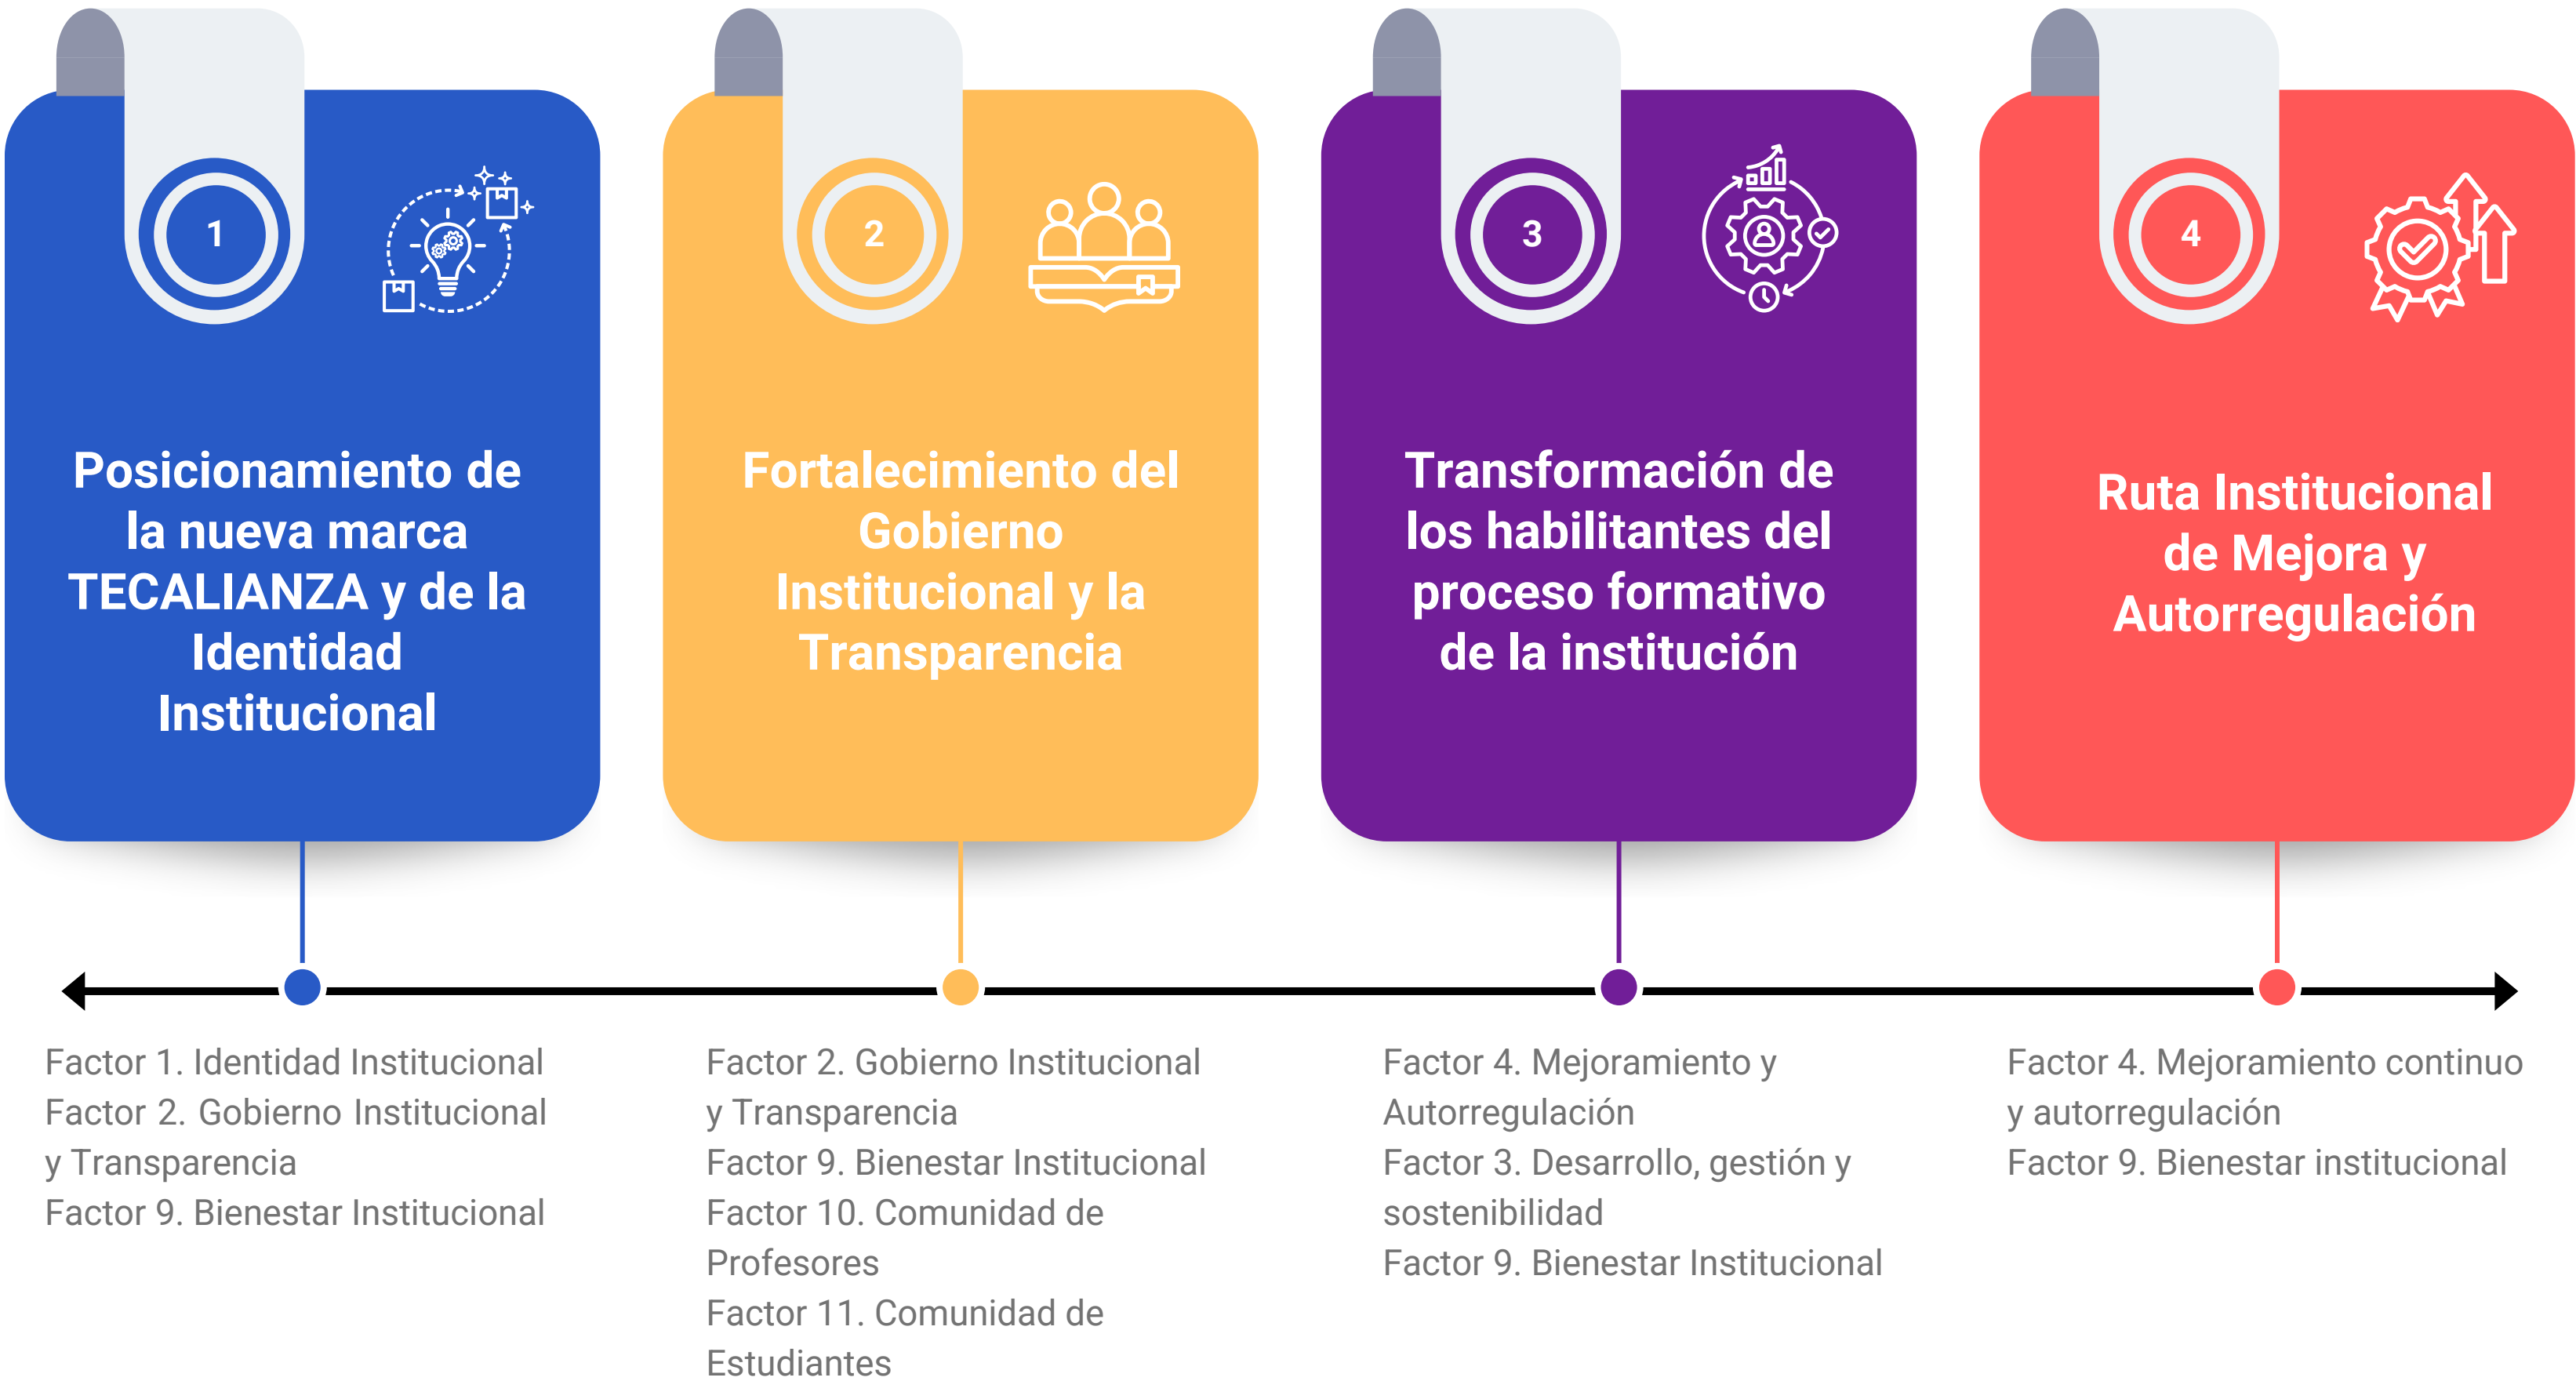 1
Posicionamiento de
la nueva marca
TECALIANZA y de la
Identidad
Institucional
2
Fortalecimiento del
Gobierno
Institucional y la
Transparencia
3
Transformación de
los habilitantes del
proceso formativo
de la institución
4
Ruta Institucional
de Mejora y
Autorregulación
Factor 1. Identidad Institucional
Factor 2. Gobierno Institucional
y Transparencia
Factor 9. Bienestar Institucional
Factor 2. Gobierno Institucional
y Transparencia
Factor 9. Bienestar Institucional
Factor 10. Comunidad de
Profesores
Factor 11. Comunidad de
Estudiantes
Factor 4. Mejoramiento y
Autorregulación
Factor 3. Desarrollo, gestión y
sostenibilidad
Factor 9. Bienestar Institucional
Factor 4. Mejoramiento continuo
y autorregulación
Factor 9. Bienestar institucional